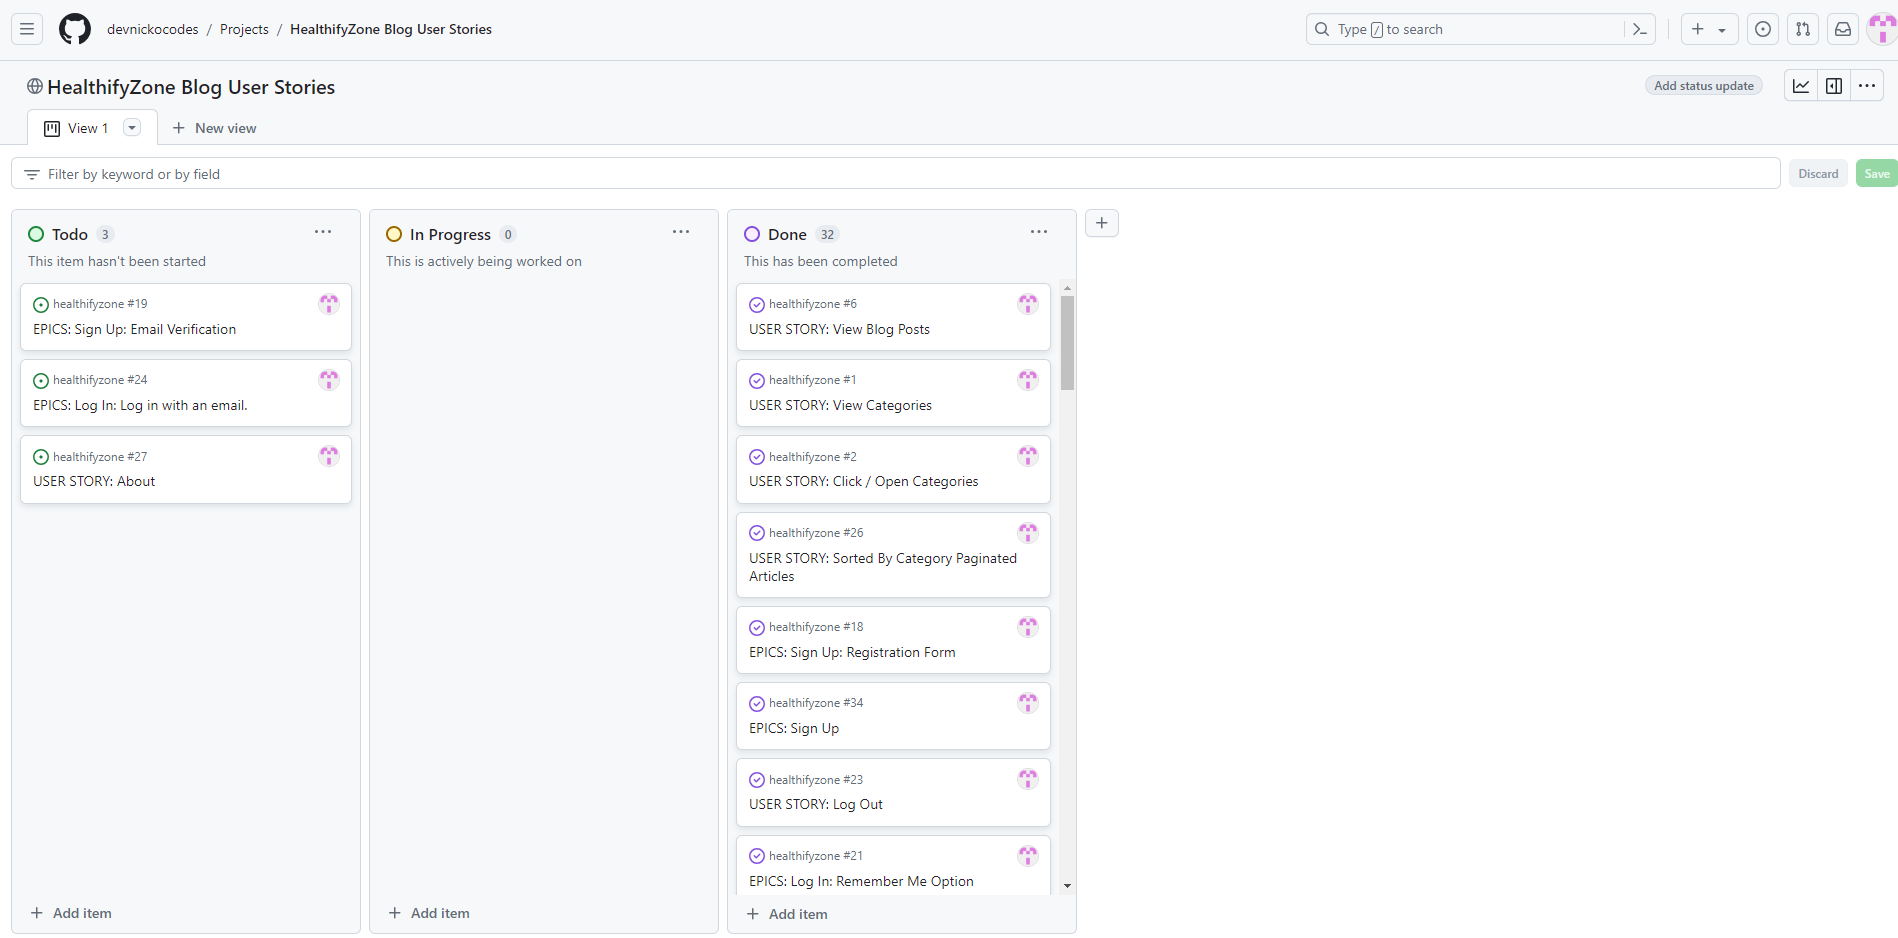 devnickocodes / Projects / HealthifyZone Blog User Stories
Type / to search
HealthifyZone Blog User Stories
Add status update
View 1
New view
Filter by keyword or by field
Discard
Save
Todo 3
This item hasn't been started
healthifyzone #19
EPICS: Sign Up: Email Verification
healthifyzone #24
EPICS: Log In: Log in with an email.
healthifyzone #27
USER STORY: About
Add item
In Progress 0
This is actively being worked on
Add item
Done 32
This has been completed
healthifyzone #6
USER STORY: View Blog Posts
healthifyzone #1
USER STORY: View Categories
healthifyzone #2
USER STORY: Click / Open Categories
healthifyzone #26
USER STORY: Sorted By Category Paginated
Articles
healthifyzone #18
EPICS: Sign Up: Registration Form
healthifyzone #34
EPICS: Sign Up
healthifyzone #23
USER STORY: Log Out
healthifyzone #21
EPICS: Log In: Remember Me Option
Add item